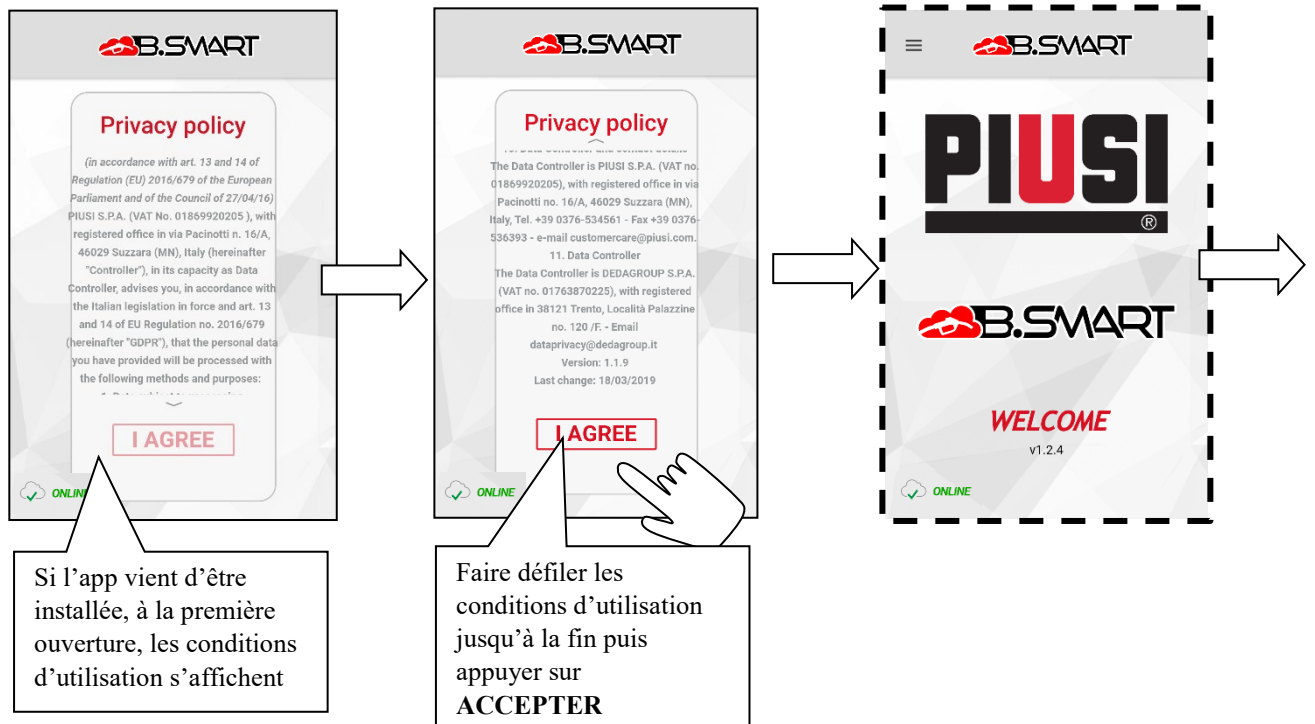 B.SMART
Privacy policy
(in accordance with art. 13 and 14 of
Regulation (EU) 2016/679 of the European
Parliament and of the Council of 27/04/16)
PIUSI S.P.A. (VAT No. 01869920205 ), with
registered office in via Pacinotti n. 16/A,
46029 Suzzara (MN), Italy (hereinafter
"Controller"), in its capacity as Data
Controller, advises you, in accordance with
the Italian legislation in force and art. 13
and 14 of EU Regulation no. 2016/679
(hereinafter "GDPR"), that the personal data
you have provided will be processed with
the following methods and purposes:
I AGREE
ONLINE
Si l’app vient d’être
installée, à la première
ouverture, les conditions
d’utilisation s’affichent
B.SMART
Privacy policy
The Data Controller is PIUSI S.P.A. (VAT no.
01869920205), with registered office in via
Pacinotti no. 16/A, 46029 Suzzara (MN),
Italy, Tel. +39 0376-534561 - Fax +39 0376-
536393 - e-mail customercare@piusi.com.
11. Data Controller
The Data Controller is DEDAGROUP S.P.A.
(VAT no. 01763870225), with registered
office in 38121 Trento, Località Palazzine
no. 120 /F. - Email
dataprivacy@dedagroup.it
Version: 1.1.9
Last change: 18/03/2019
I AGREE
ONLINE
Faire défiler les
conditions d’utilisation
jusqu’à la fin puis
appuyer sur
ACCEPTER
B.SMART
PIUSI
®
B.SMART
WELCOME
v1.2.4
ONLINE